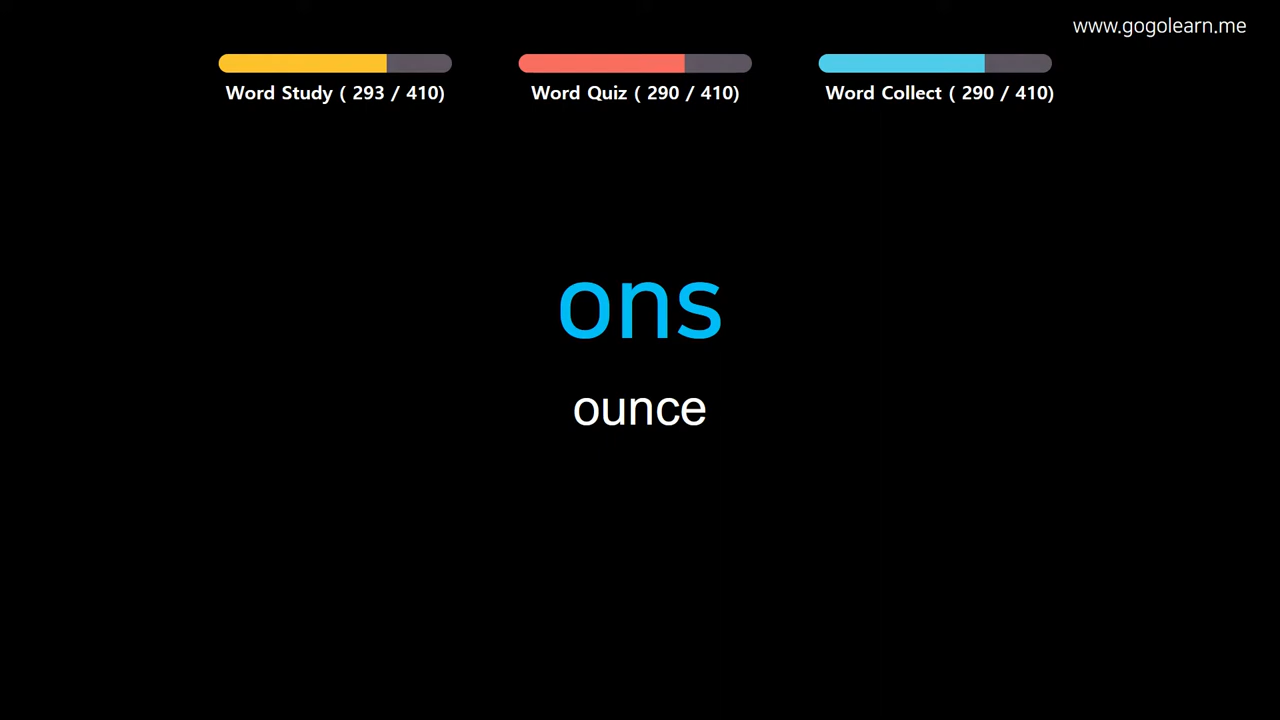 www.gogolearn.me
Word Study ( 293 / 410)
Word Quiz ( 290 / 410)
Word Collect ( 290 / 410)
ons
ounce